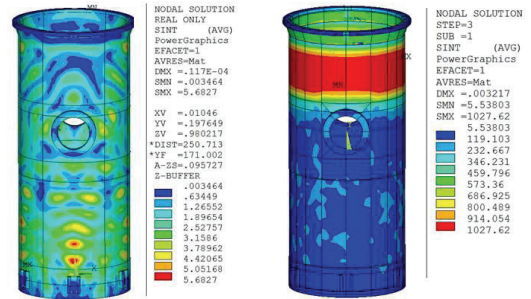 MN
NODAL SOLUTION
REAL ONLY
SINT (AVG)
PowerGraphics
EFACET=1
AVRES=Mat
DMX =.117E-04
SMN =.003464
SMX =5.6827
XV =.01046
YV =.197649
ZV =.980217
*DIST=250.713
*YF =171.002
A-ZS=.095727
Z-BUFFER
.003464
.63449
1.26552
1.89654
2.52757
3.1586
3.78962
4.42065
5.05168
5.6827
X
NODAL SOLUTION
STEP=3
SUB =1
SINT (AVG)
PowerGraphics
EFACET=1
AVRES=Mat
DMX =.003217
SMN =5.53803
SMX =1027.62
5.53803
119.103
232.667
346.231
459.796
573.36
686.925
800.489
914.054
1027.62
MX